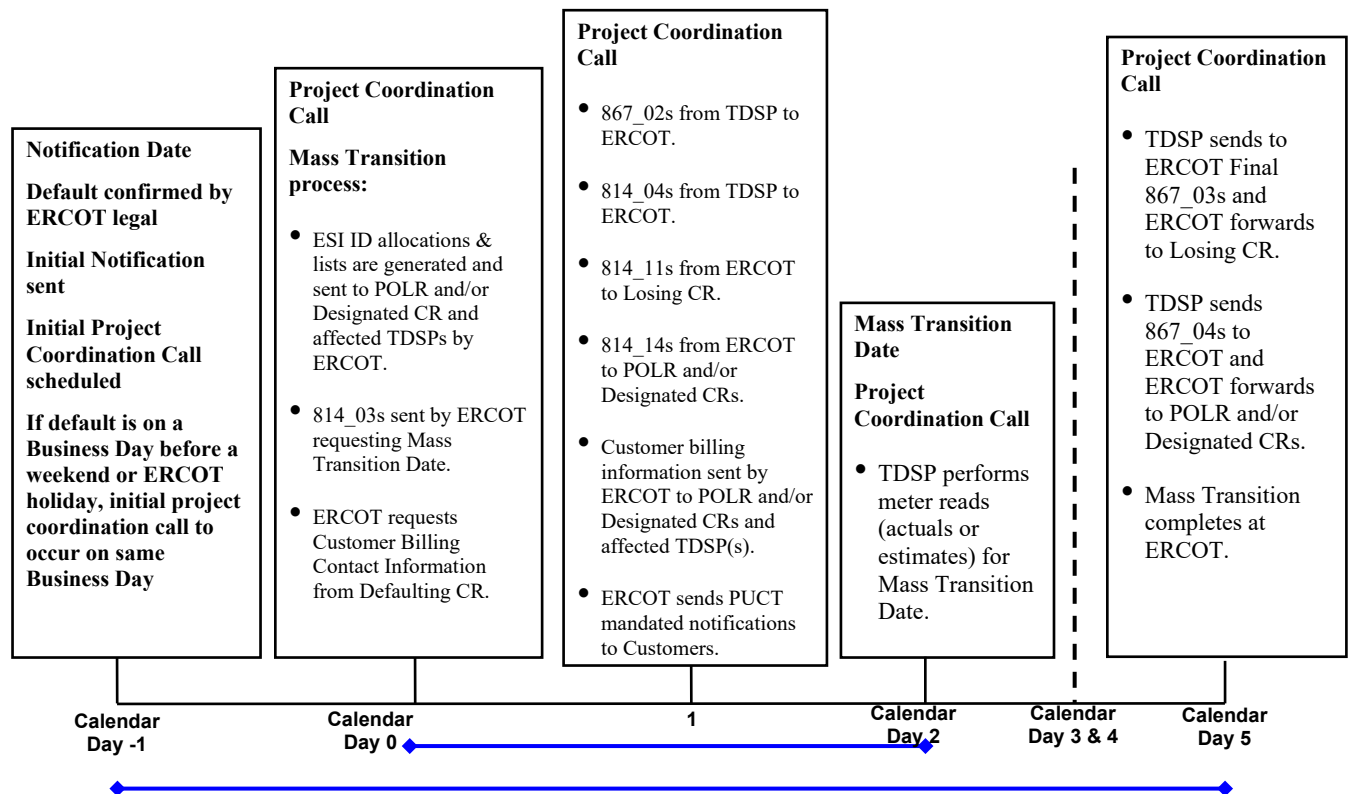 Notification Date
Default confirmed by
ERCOT legal
Initial Notification
sent
Initial Project
Coordination Call
scheduled
If default is on a
Business Day before a
weekend or ERCOT
holiday, initial project
coordination call to
occur on same
Business Day
Project Coordination
Call
Mass Transition
process:
• ESI ID allocations &
lists are generated and
sent to POLR and/or
Designated CR and
affected TDSPs by
ERCOT.
• 814_03s sent by ERCOT
requesting Mass
Transition Date.
• ERCOT requests
Customer Billing
Contact Information
from Defaulting CR.
Project Coordination
Call
• 867_02s from TDSP to
ERCOT.
• 814_04s from TDSP to
ERCOT.
• 814_11s from ERCOT
to Losing CR.
• 814_14s from ERCOT
to POLR and/or
Designated CRs.
• Customer billing
information sent by
ERCOT to POLR and/or
Designated CRs and
affected TDSP(s).
• ERCOT sends PUCT
mandated notifications
to Customers.
Mass Transition
Date
Project
Coordination Call
• TDSP performs
meter reads
(actuals or
estimates) for
Mass Transition
Date.
Project Coordination
Call
• TDSP sends to
ERCOT Final
867_03s and
ERCOT forwards
to Losing CR.
• TDSP sends
867_04s to
ERCOT and
ERCOT forwards
to POLR and/or
Designated CRs.
• Mass Transition
completes at
ERCOT.
Calendar
Day -1
Calendar
Day 0
1
Calendar
Day 2
Calendar
Day 3 & 4
Calendar
Day 5